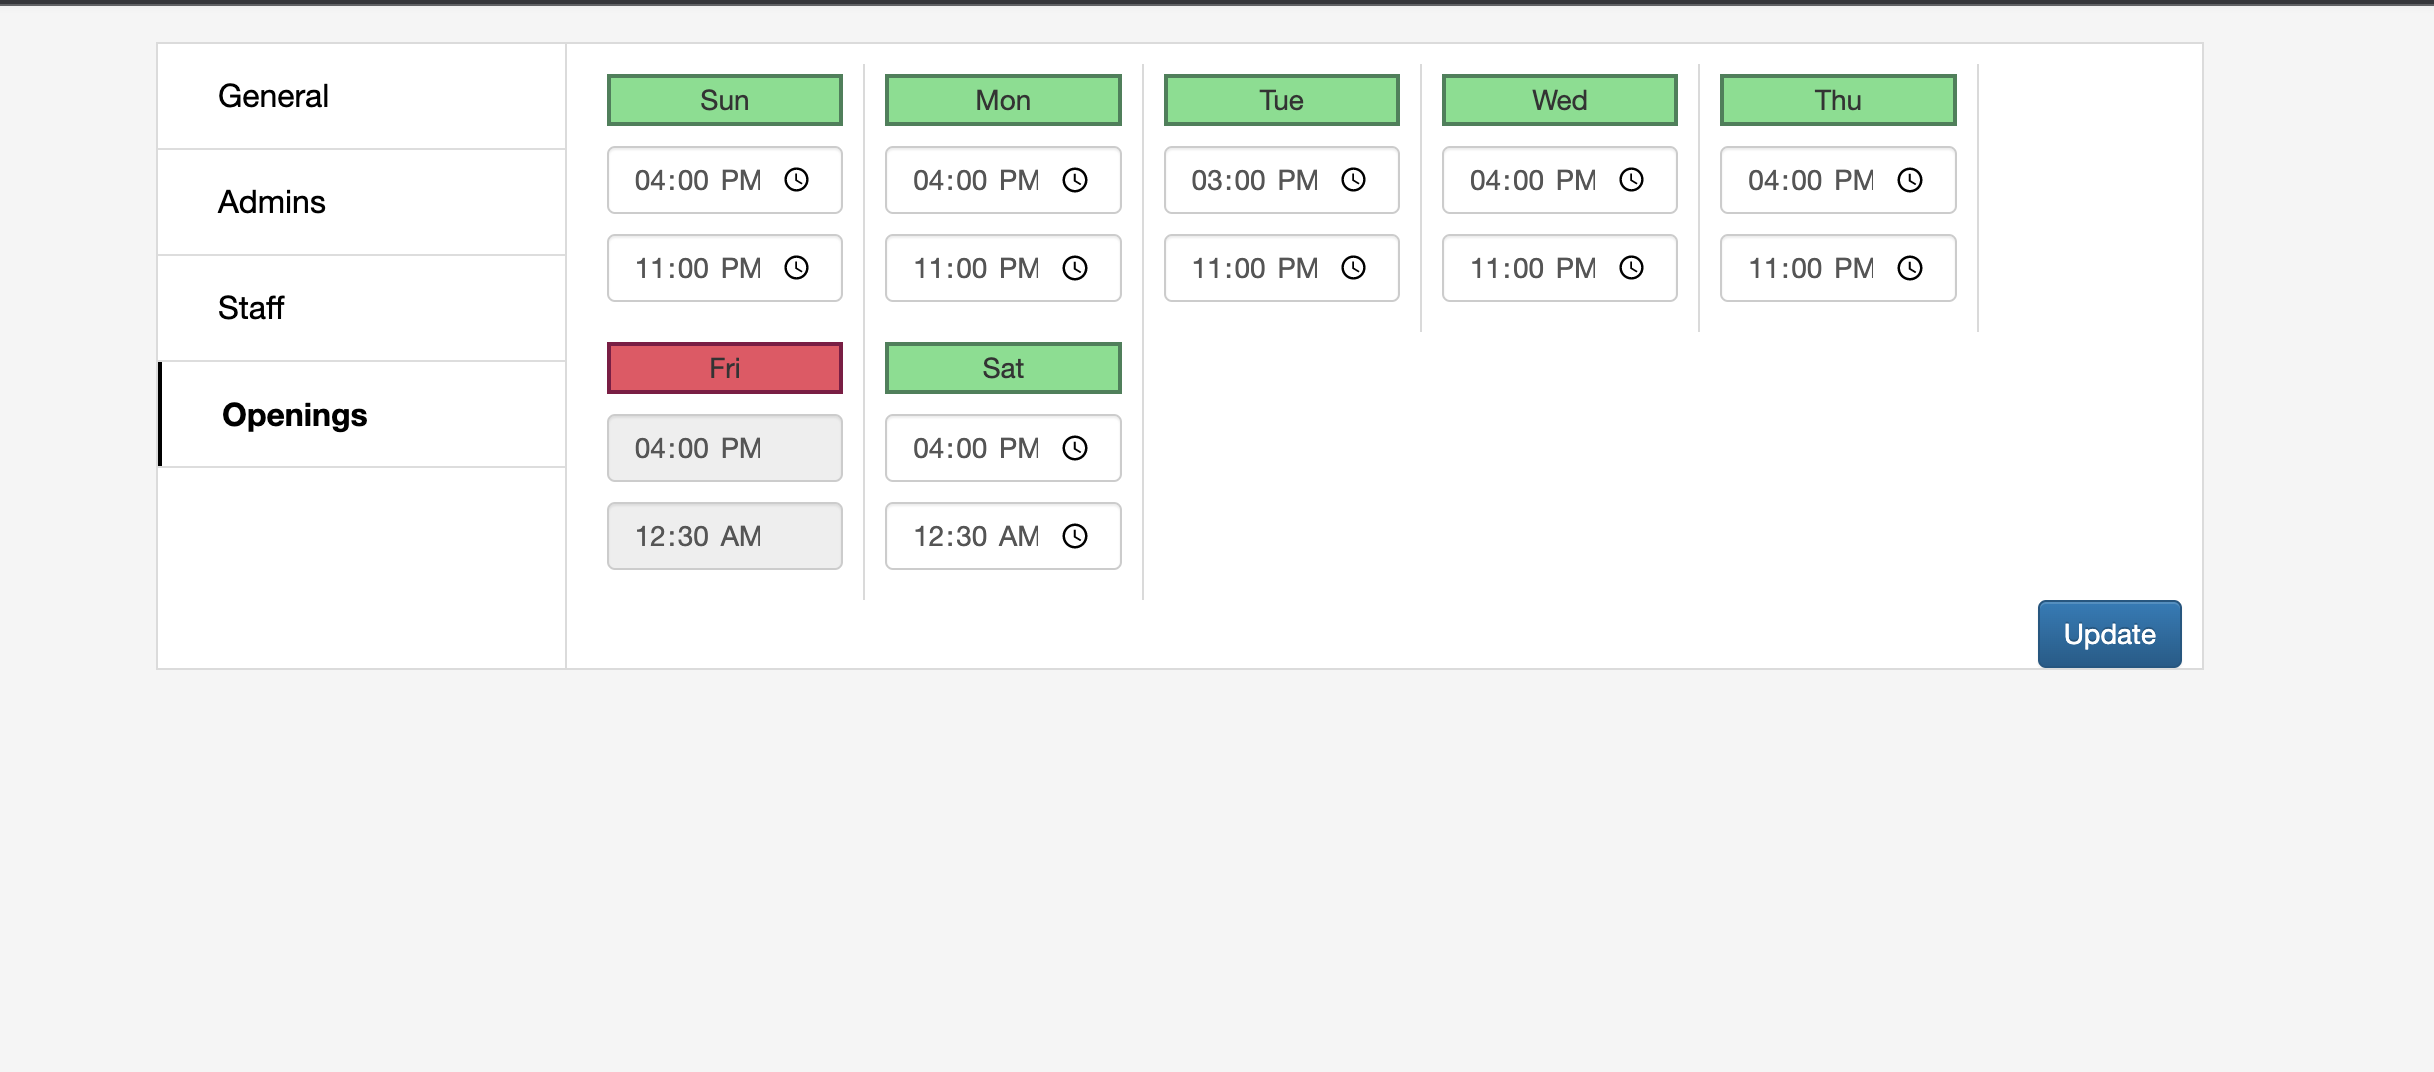 General
Admins
Staff
Openings
Sun Mon Tue Wed Thu
04:00 PM 04:00 PM 03:00 PM 04:00 PM 04:00 PM
11:00 PM 11:00 PM 11:00 PM 11:00 PM 11:00 PM
Fri Sat
04:00 PM 04:00 PM
12:30 AM 12:30 AM
Update